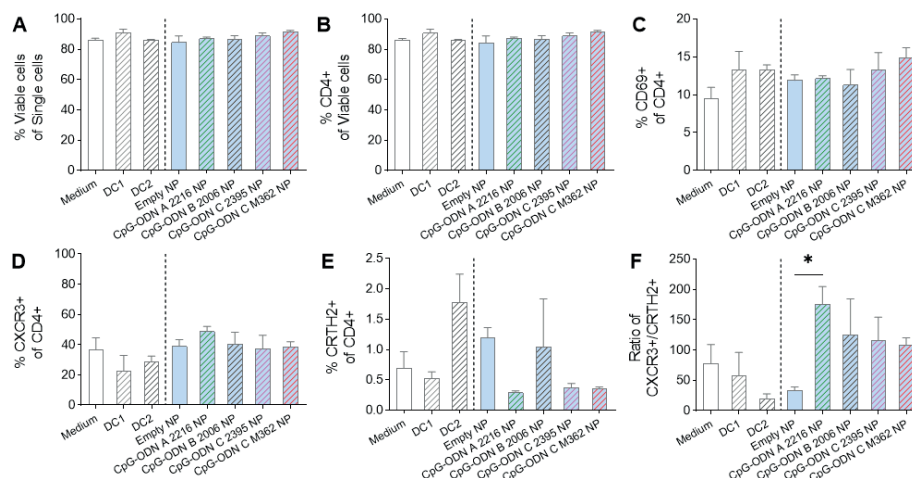 A
% Viable cells
of Single cells
100
80
60
40
20
0
Medium
DC1
DC2
Empty NP
CpG-ODN A 2216 NP
CpG-ODN B 2006 NP
CpG-ODN C 2395 NP
CpG-ODN C M362 NP
B
% CD4+
of Viable cells
100
80
60
40
20
0
Medium
DC1
DC2
Empty NP
CpG-ODN A 2216 NP
CpG-ODN B 2006 NP
CpG-ODN C 2395 NP
CpG-ODN C M362 NP
C
% CD69+
of CD4+
20
15
10
5
0
Medium
DC1
DC2
Empty NP
CpG-ODN A 2216 NP
CpG-ODN B 2006 NP
CpG-ODN C 2395 NP
CpG-ODN C M362 NP
D
% CXCR3+
of CD4+
100
80
60
40
20
0
Medium
DC1
DC2
Empty NP
CpG-ODN A 2216 NP
CpG-ODN B 2006 NP
CpG-ODN C 2395 NP
CpG-ODN C M362 NP
E
% CRTH2+
of CD4+
2.5
2.0
1.5
1.0
0.5
0.0
Medium
DC1
DC2
Empty NP
CpG-ODN A 2216 NP
CpG-ODN B 2006 NP
CpG-ODN C 2395 NP
CpG-ODN C M362 NP
F
Ratio of
CXCR3+/CRTH2+
250
200
150
100
50
0
*
Medium
DC1
DC2
Empty NP
CpG-ODN A 2216 NP
CpG-ODN B 2006 NP
CpG-ODN C 2395 NP
CpG-ODN C M362 NP